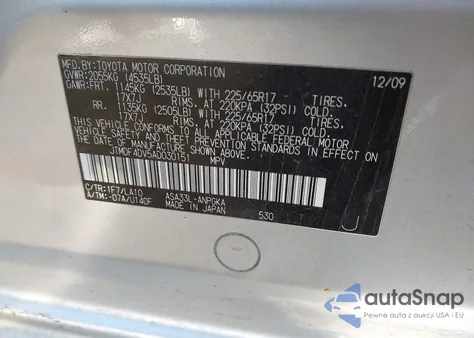 MFD.BY: TOYOTA MOTOR CORPORATION 12/09
GVWR: 2055KG (4535LB)
GAWR: FRT. 1145KG (2535LB) WITH 225/65R17 TIRES,
17X7J RIMS, AT 220KPA (32PSI) COLD
RR. 1135KG (2505LB) WITH 225/65R17 TIRES,
17X7J RIMS, AT 220KPA (32PSI) COLD
THIS VEHICLE CONFORMS TO ALL APPLICABLE FEDERAL
MOTOR VEHICLE SAFETY STANDARDS IN EFFECT ON THE DATE OF
MANUFACTURE SHOWN ABOVE.
JTMDF4DV5AD030151 MPV
C/TR: 1F7/LA10 ASA33L-ANPGKA
A/TM: -07A/U140F MADE IN JAPAN 530
J
autaSnap
Pewne auta z aukcji z USA i EU